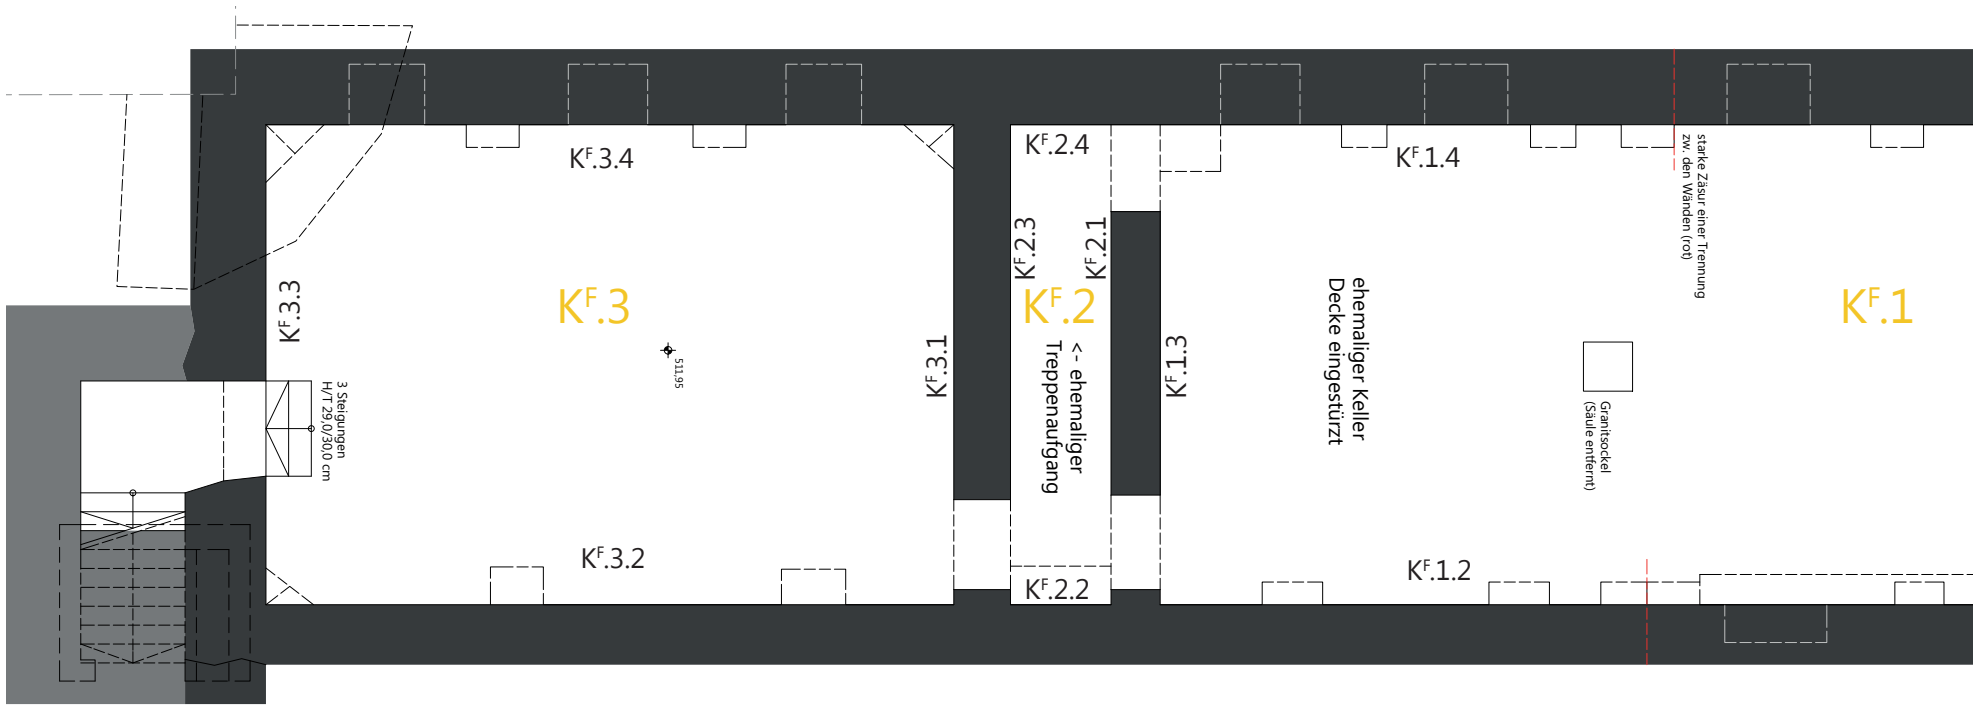 KF.3.4
KF.3.3
KF.3
511,95
KF.3.1
3 Steigungen
H/T 29,0/30,0 cm
KF.3.2
KF.2.4
KF.2.3
KF.2.1
KF.2
<- ehemaliger
Treppenaufgang
KF.2.2
KF.1.4
KF.1.3
ehemaliger Keller
Decke eingestürzt
starke Zäsur einer Trennung
zw. den Wänden (rot)
KF.1
Granitsockel
(Säule entfernt)
KF.1.2